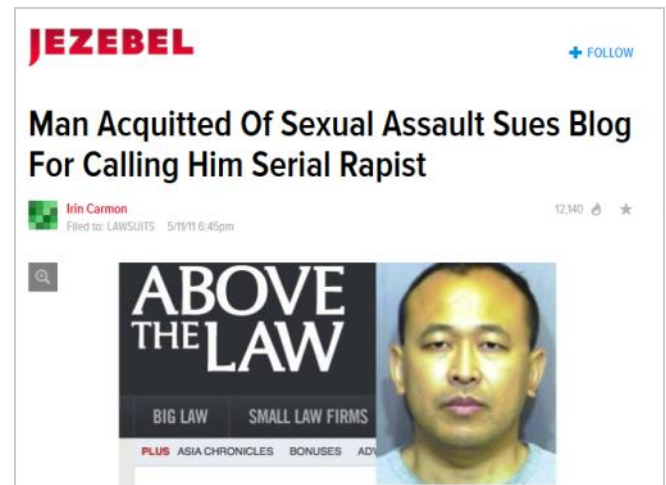 JEZEBEL
+ FOLLOW
Man Acquitted Of Sexual Assault Sues Blog
For Calling Him Serial Rapist
Irin Carmon
12,140
Filed to: LAWSUITS 5/11/11 6:45pm
ABOVE
THE LAW
BIG LAW SMALL LAW FIRMS
PLUS ASIA CHRONICLES BONUSES